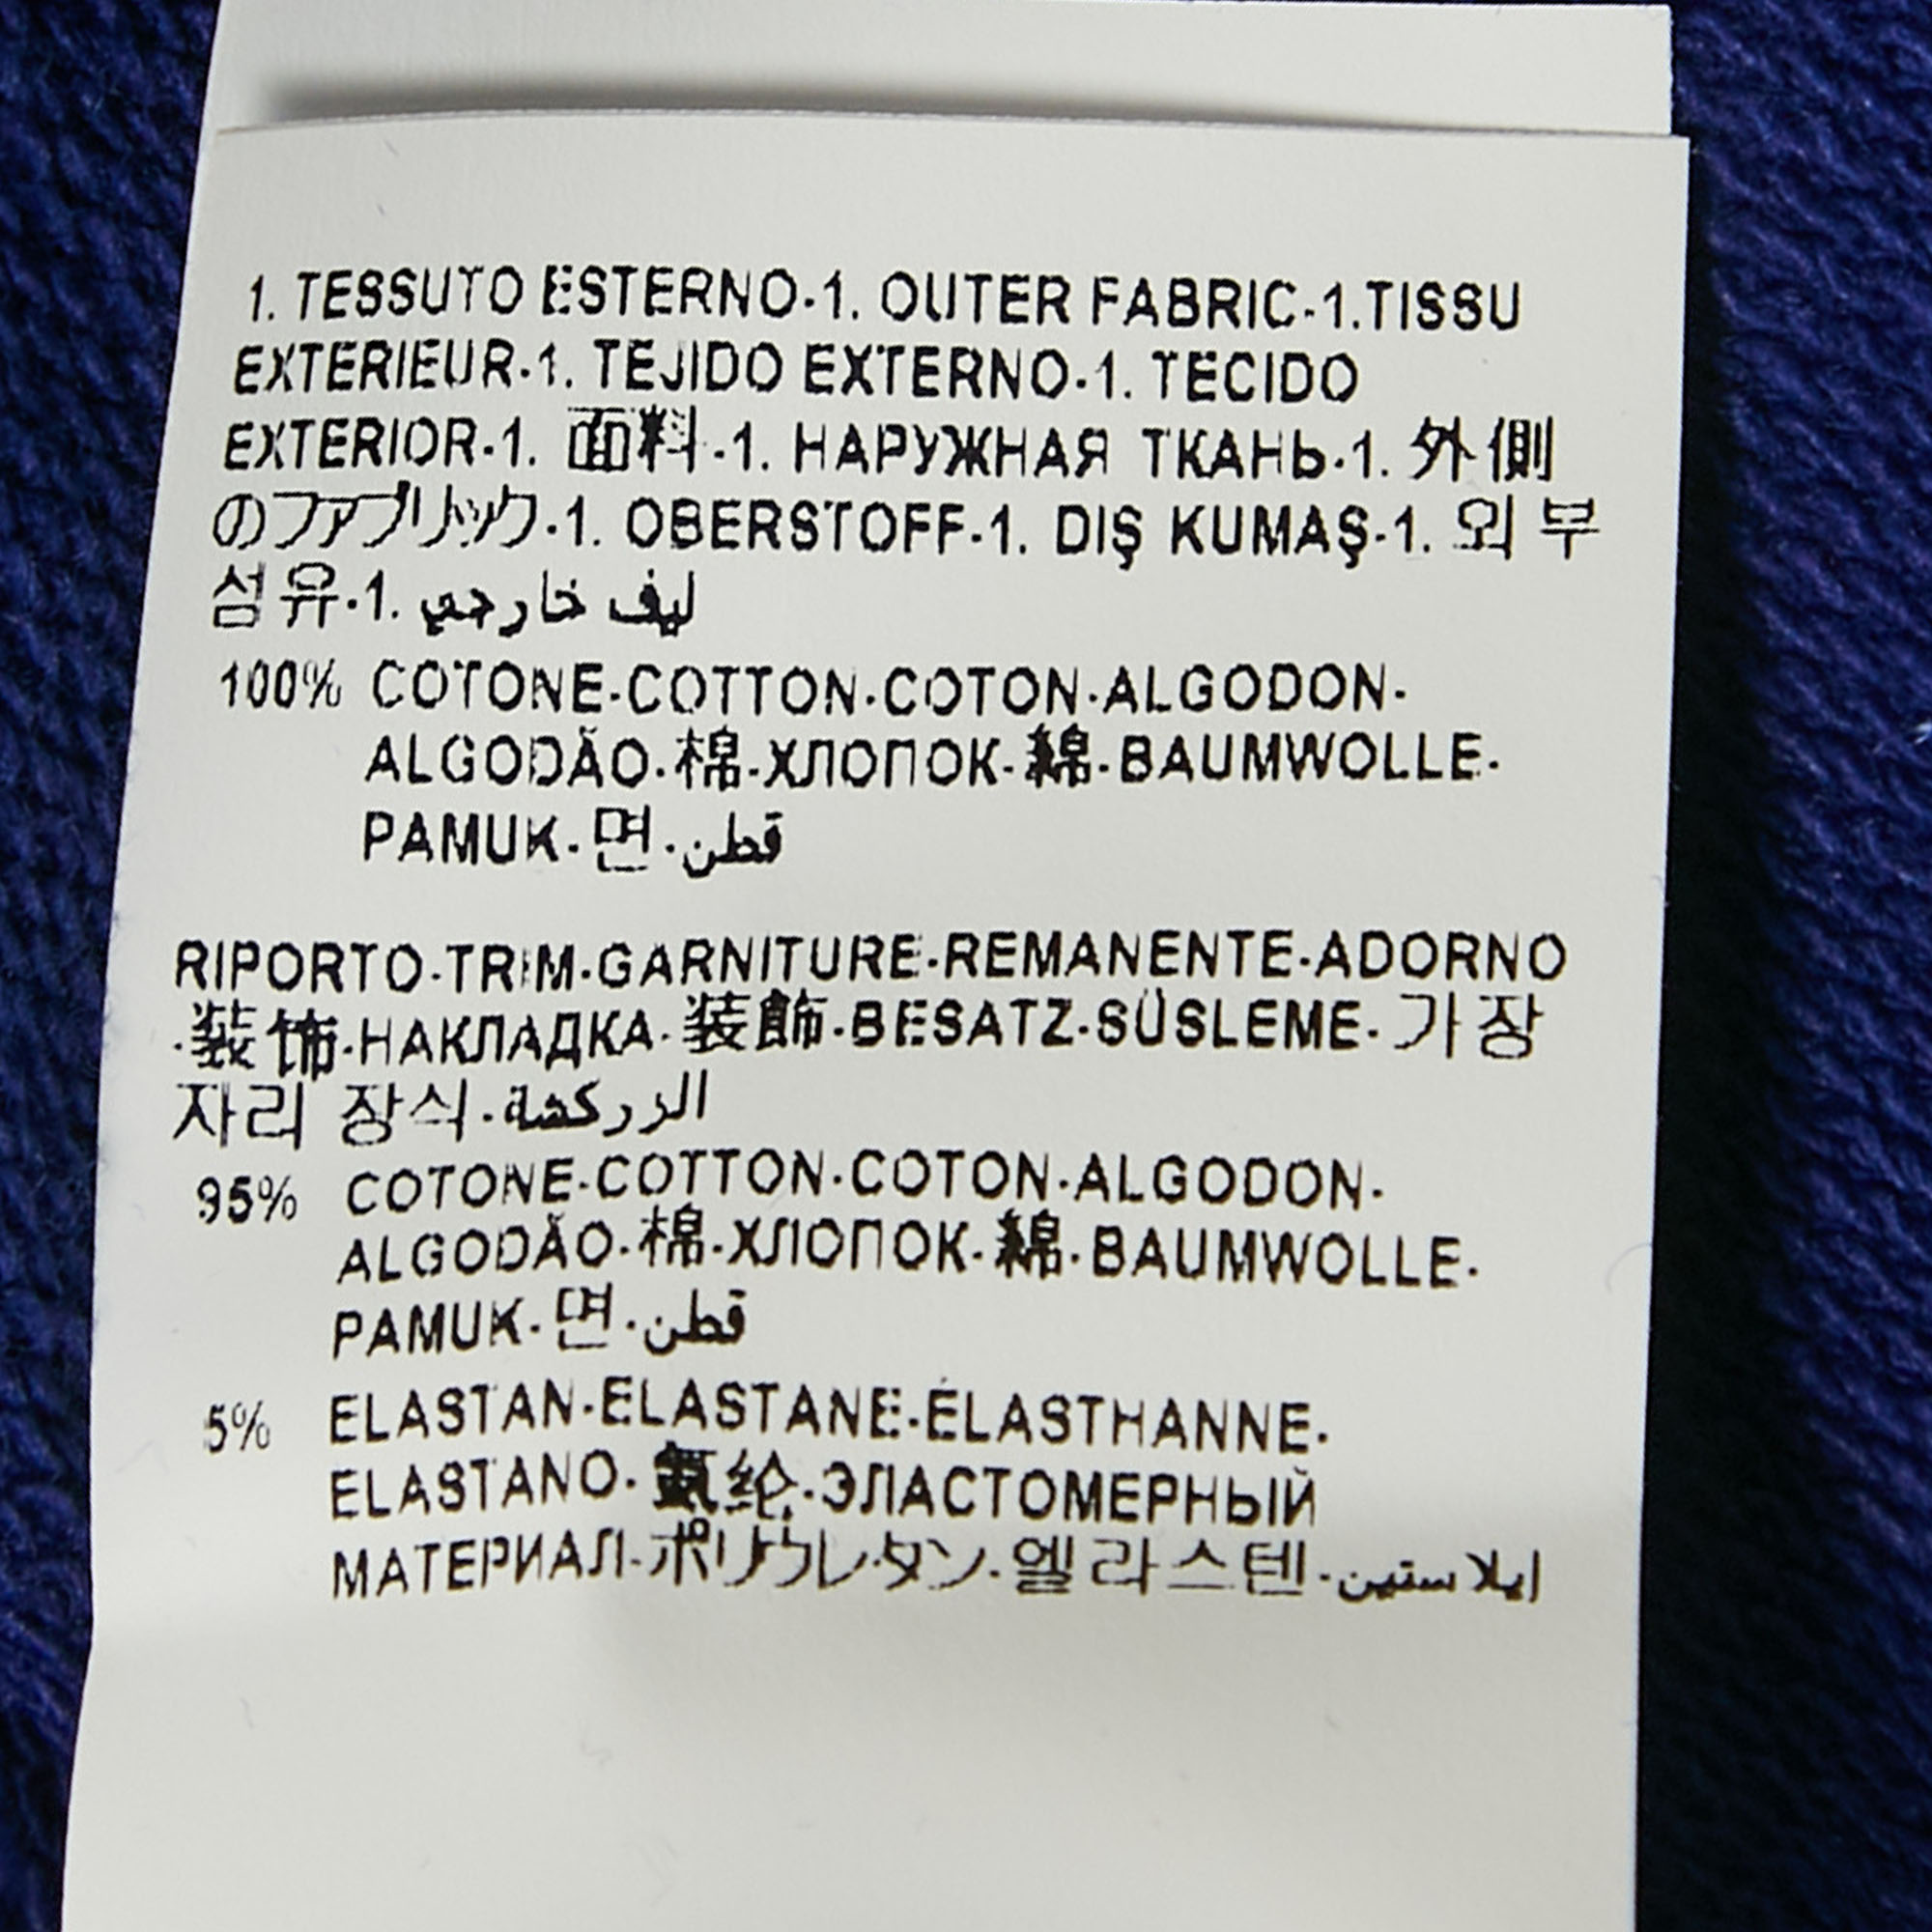 1. TESSUTO ESTERNO-1. OUTER FABRIC-1.TISSU
EXTERIEUR-1. TEJIDO EXTERNO-1. TECIDO
EXTERIOR-1. 面料-1. НАРУЖНАЯ ТКАНЬ-1. 外側
のファブリック-1. OBERSTOFF-1. DIŞ KUMAŞ-1. 외부
섬유-1. ليف خارجي
100% COTONE-COTTON-COTON-ALGODON-
ALGODÃO-棉-ХЛОПОК-綿-BAUMWOLLE-
PAMUK-면-قطن
RIPORTO-TRIM-GARNITURE-REMANENTE-ADORNO
-装饰-НАКЛАДКА-装飾-BESATZ-SÜSLEME-가장
자리 장식-الزركشة
95% COTONE-COTTON-COTON-ALGODON-
ALGODÃO-棉-ХЛОПОК-綿-BAUMWOLLE-
PAMUK-면-قطن
5% ELASTAN-ELASTANE-ÉLASTHANNE-
ELASTANO-氨纶-ЭЛАСТОМЕРНЫЙ
МАТЕРИАЛ-ポリウレタン-엘라스텐-ايلاستين